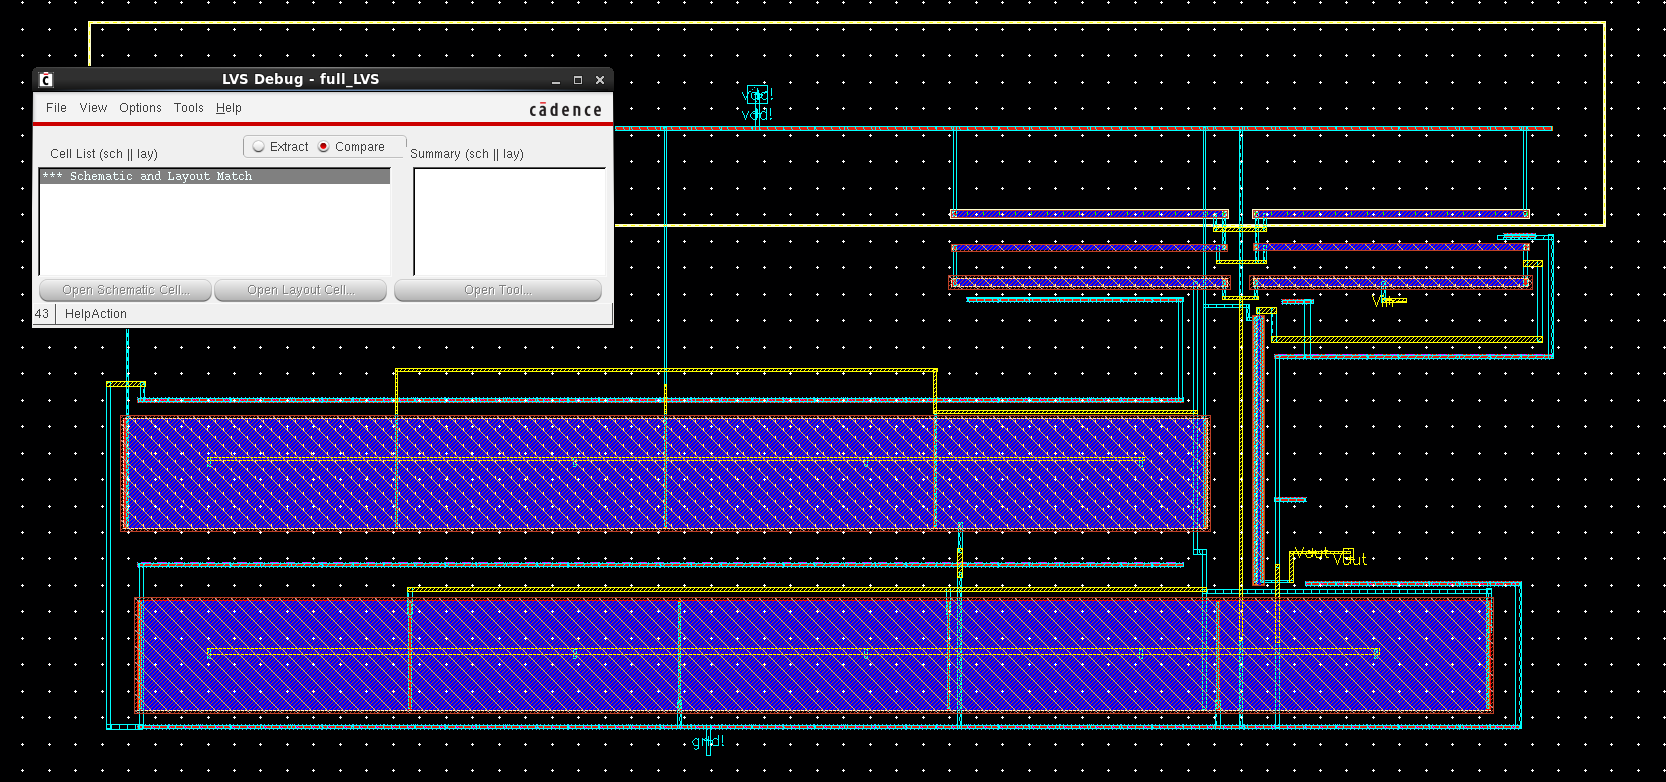 LVS Debug - full_LVS
File View Options Tools Help
cādence
Extract Compare
Cell List (sch || lay)
Summary (sch || lay)
*** Schematic and Layout Match
Open Schematic Cell... Open Layout Cell... Open Tool...
43 HelpAction
vdd!
vdd!
Vout
Vout
gnd!